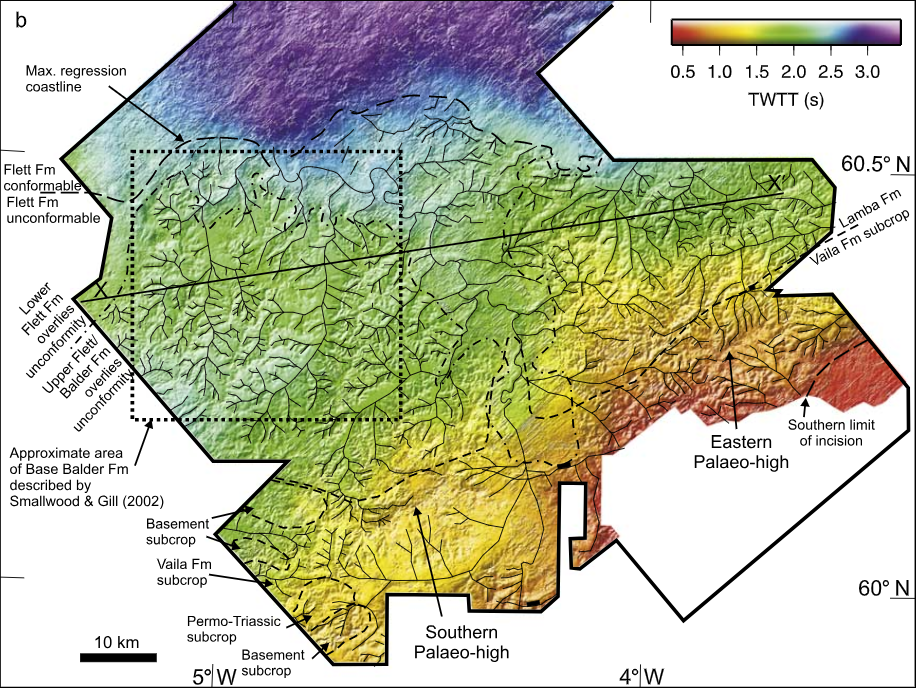 b
Max. regression
coastline
0.5 1.0 1.5 2.0 2.5 3.0
TWTT (s)
Flett Fm
conformable
Flett Fm
unconformable
60.5° N
X
Lamba Fm
Vaila Fm subcrop
X
Lower
Flett Fm
overlies
unconformity
Upper Flett/
Balder Fm
overlies
unconformity
Approximate area
of Base Balder Fm
described by
Smallwood & Gill (2002)
Southern limit
of incision
Eastern
Palaeo-high
Basement
subcrop
Vaila Fm
subcrop
Permo-Triassic
subcrop
Basement
subcrop
Southern
Palaeo-high
60° N
10 km
5° W
4° W